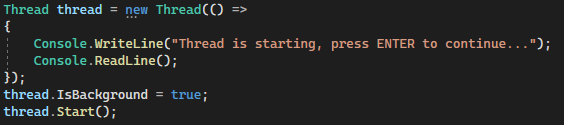 Thread thread = new Thread(() =>
{
    Console.WriteLine("Thread is starting, press ENTER to continue...");
    Console.ReadLine();
});
thread.IsBackground = true;
thread.Start();